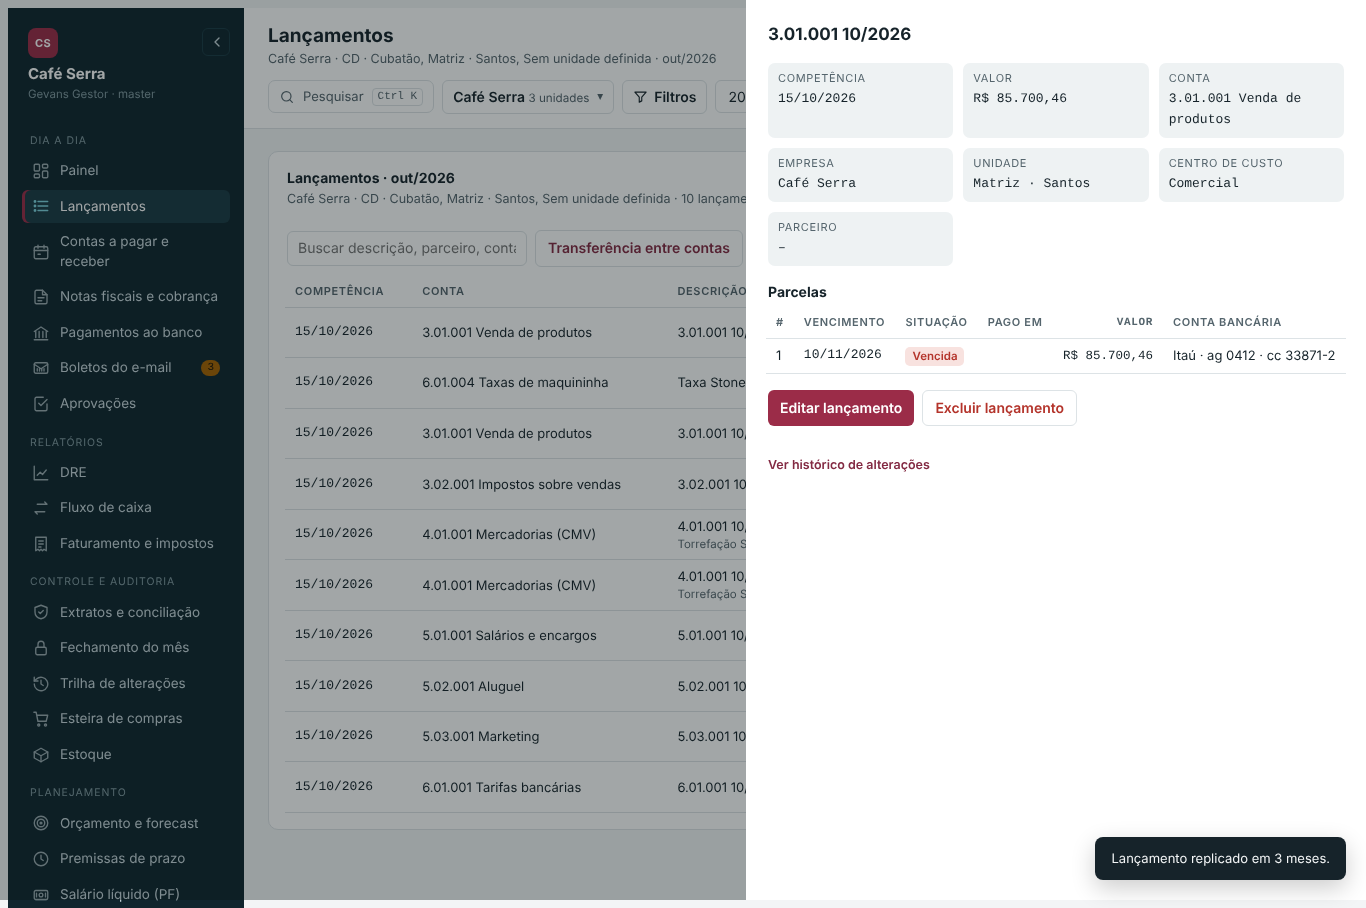 CS
Café Serra
Gevans Gestor · master
DIA A DIA
Painel
Lançamentos
Contas a pagar e
receber
Notas fiscais e cobrança
Pagamentos ao banco
Boletos do e-mail 3
Aprovações
RELATÓRIOS
DRE
Fluxo de caixa
Faturamento e impostos
CONTROLE E AUDITORIA
Extratos e conciliação
Fechamento do mês
Trilha de alterações
Esteira de compras
Estoque
PLANEJAMENTO
Orçamento e forecast
Premissas de prazo
Salário líquido (PF)
Lançamentos
Café Serra · CD · Cubatão, Matriz · Santos, Sem unidade definida · out/2026
Pesquisar Ctrl K Café Serra 3 unidades ▾ Filtros 20
Lançamentos · out/2026
Café Serra · CD · Cubatão, Matriz · Santos, Sem unidade definida · 10 lançame
Buscar descrição, parceiro, conta Transferência entre contas
COMPETÊNCIA CONTA DESCRIÇÃO
15/10/2026 3.01.001 Venda de produtos 3.01.001 10/
15/10/2026 6.01.004 Taxas de maquininha Taxa Stone
15/10/2026 3.01.001 Venda de produtos 3.01.001 10/
15/10/2026 3.02.001 Impostos sobre vendas 3.02.001 10
15/10/2026 4.01.001 Mercadorias (CMV) 4.01.001 10/
Torrefação S
15/10/2026 4.01.001 Mercadorias (CMV) 4.01.001 10/
Torrefação S
15/10/2026 5.01.001 Salários e encargos 5.01.001 10/
15/10/2026 5.02.001 Aluguel 5.02.001 10
15/10/2026 5.03.001 Marketing 5.03.001 10
15/10/2026 6.01.001 Tarifas bancárias 6.01.001 10/
3.01.001 10/2026
COMPETÊNCIA
15/10/2026
VALOR
R$ 85.700,46
CONTA
3.01.001 Venda de
produtos
EMPRESA
Café Serra
UNIDADE
Matriz · Santos
CENTRO DE CUSTO
Comercial
PARCEIRO
–
Parcelas
# VENCIMENTO SITUAÇÃO PAGO EM VALOR CONTA BANCÁRIA
1 10/11/2026 Vencida R$ 85.700,46 Itaú · ag 0412 · cc 33871-2
Editar lançamento Excluir lançamento
Ver histórico de alterações
Lançamento replicado em 3 meses.